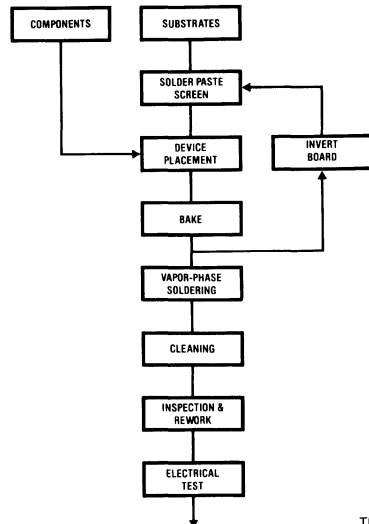 COMPONENTS
SUBSTRATES
SOLDER PASTE
SCREEN
DEVICE
PLACEMENT
INVERT
BOARD
BAKE
VAPOR-PHASE
SOLDERING
CLEANING
INSPECTION &
REWORK
ELECTRICAL
TEST